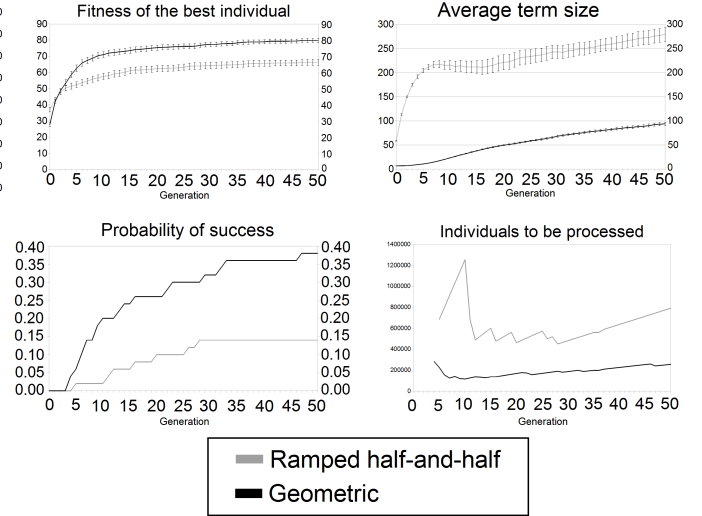 Fitness of the best individual
90 90
80 80
70 70
60 60
50 50
40 40
30 30
20 20
10 10
0 0
0 5 10 15 20 25 30 35 40 45 50
Generation
Average term size
300 300
250 250
200 200
150 150
100 100
50 50
0 0
0 5 10 15 20 25 30 35 40 45 50
Generation
Probability of success
0.40 0.40
0.35 0.35
0.30 0.30
0.25 0.25
0.20 0.20
0.15 0.15
0.10 0.10
0.05 0.05
0.00 0.00
0 5 10 15 20 25 30 35 40 45 50
Generation
Individuals to be processed
1400000
1200000
1000000
800000
600000
400000
200000
0
0 5 10 15 20 25 30 35 40 45 50
Generation
Ramped half-and-half
Geometric